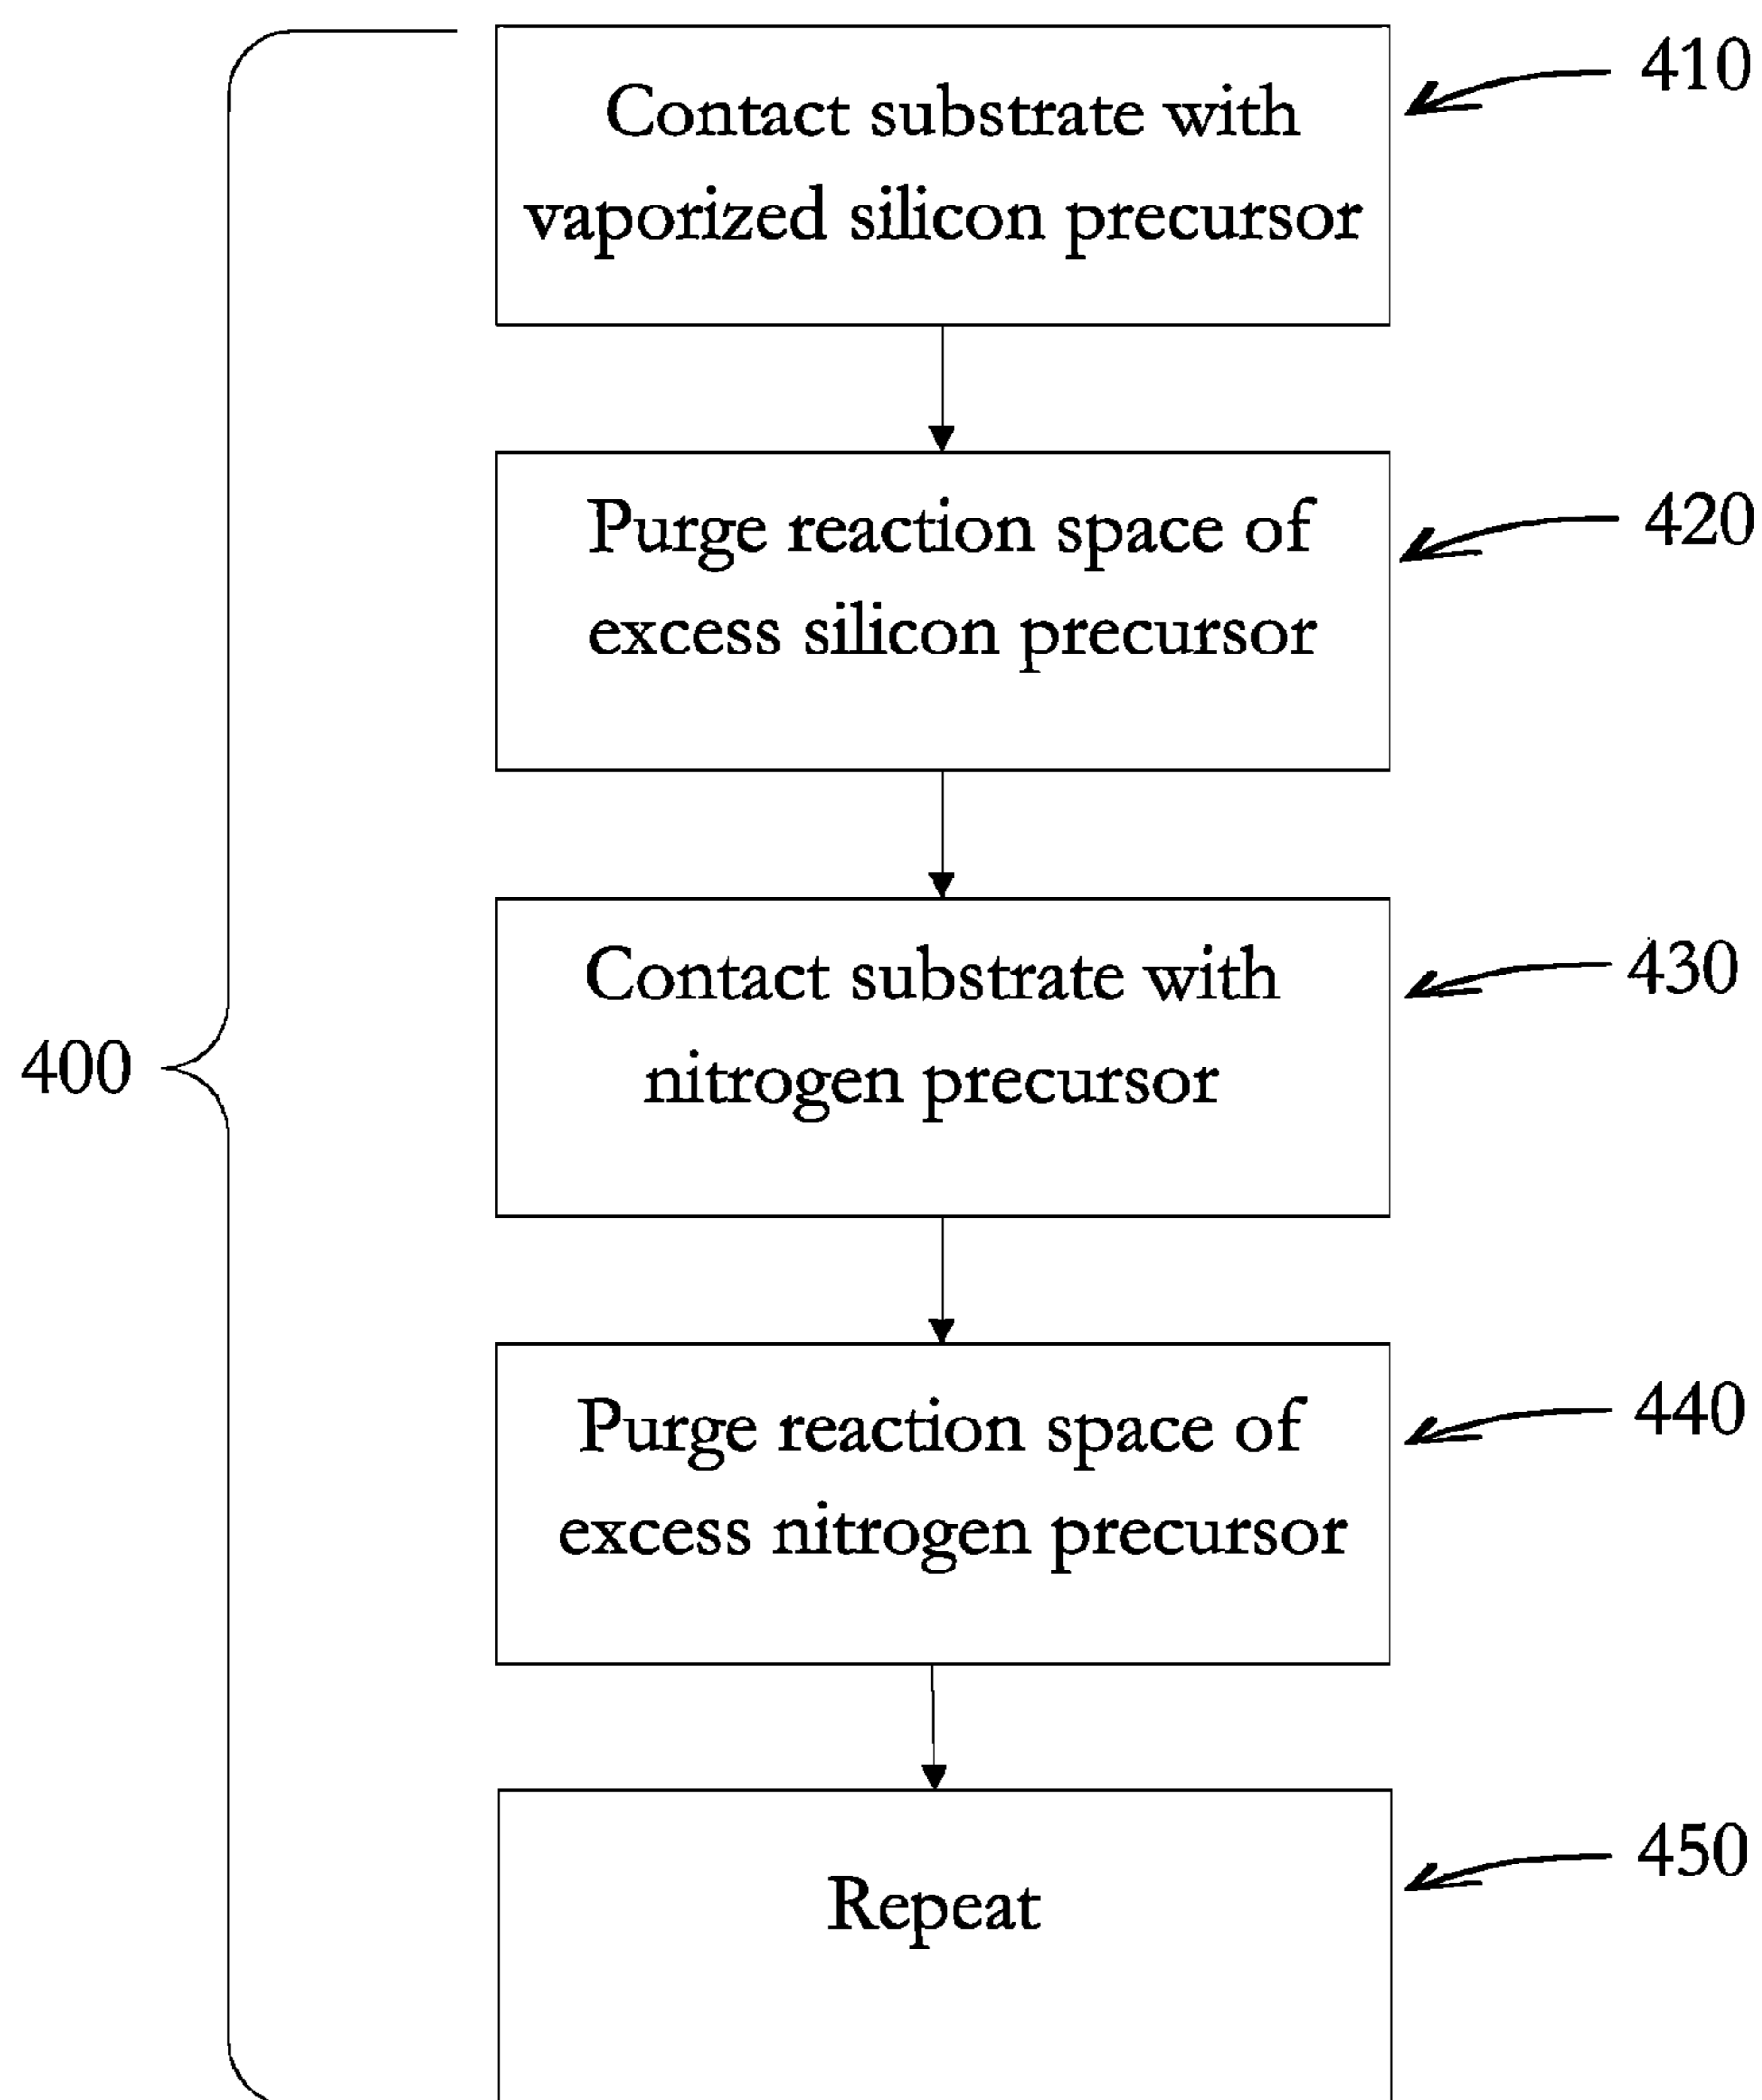 Contact substrate with
vaporized silicon precursor
410
Purge reaction space of
excess silicon precursor
420
Contact substrate with
nitrogen precursor
430
400
Purge reaction space of
excess nitrogen precursor
440
Repeat
450